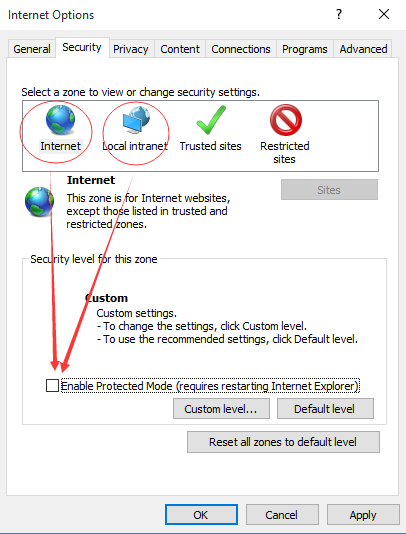 Internet Options
General Security Privacy Content Connections Programs Advanced
Select a zone to view or change security settings.
Internet Local intranet Trusted sites Restricted
sites
Internet
Sites
This zone is for Internet websites,
except those listed in trusted and
restricted zones.
Security level for this zone
Custom
Custom settings.
- To change the settings, click Custom level.
- To use the recommended settings, click Default level.
Enable Protected Mode (requires restarting Internet Explorer)
Custom level... Default level
Reset all zones to default level
OK Cancel Apply